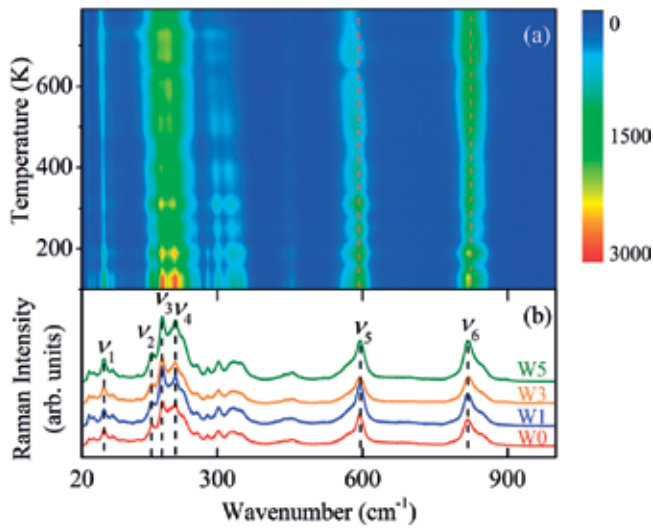 (a)
0
1500
3000
Temperature (K)
600
400
200
(b)
ν1
ν2
ν3
ν4
ν5
ν6
W5
W3
W1
W0
Raman Intensity
(arb. units)
20
300
600
900
Wavenumber (cm-1)